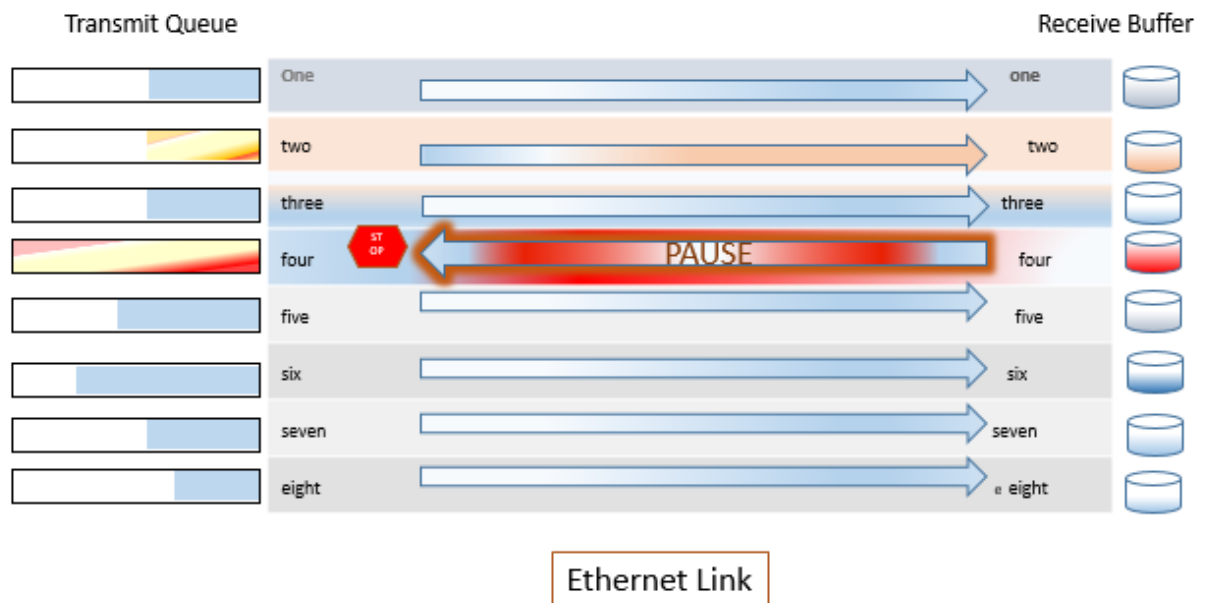 Transmit Queue
Receive Buffer
One
one
two
two
three
three
ST
OP
four
PAUSE
four
five
five
six
six
seven
seven
eight
e eight
Ethernet Link